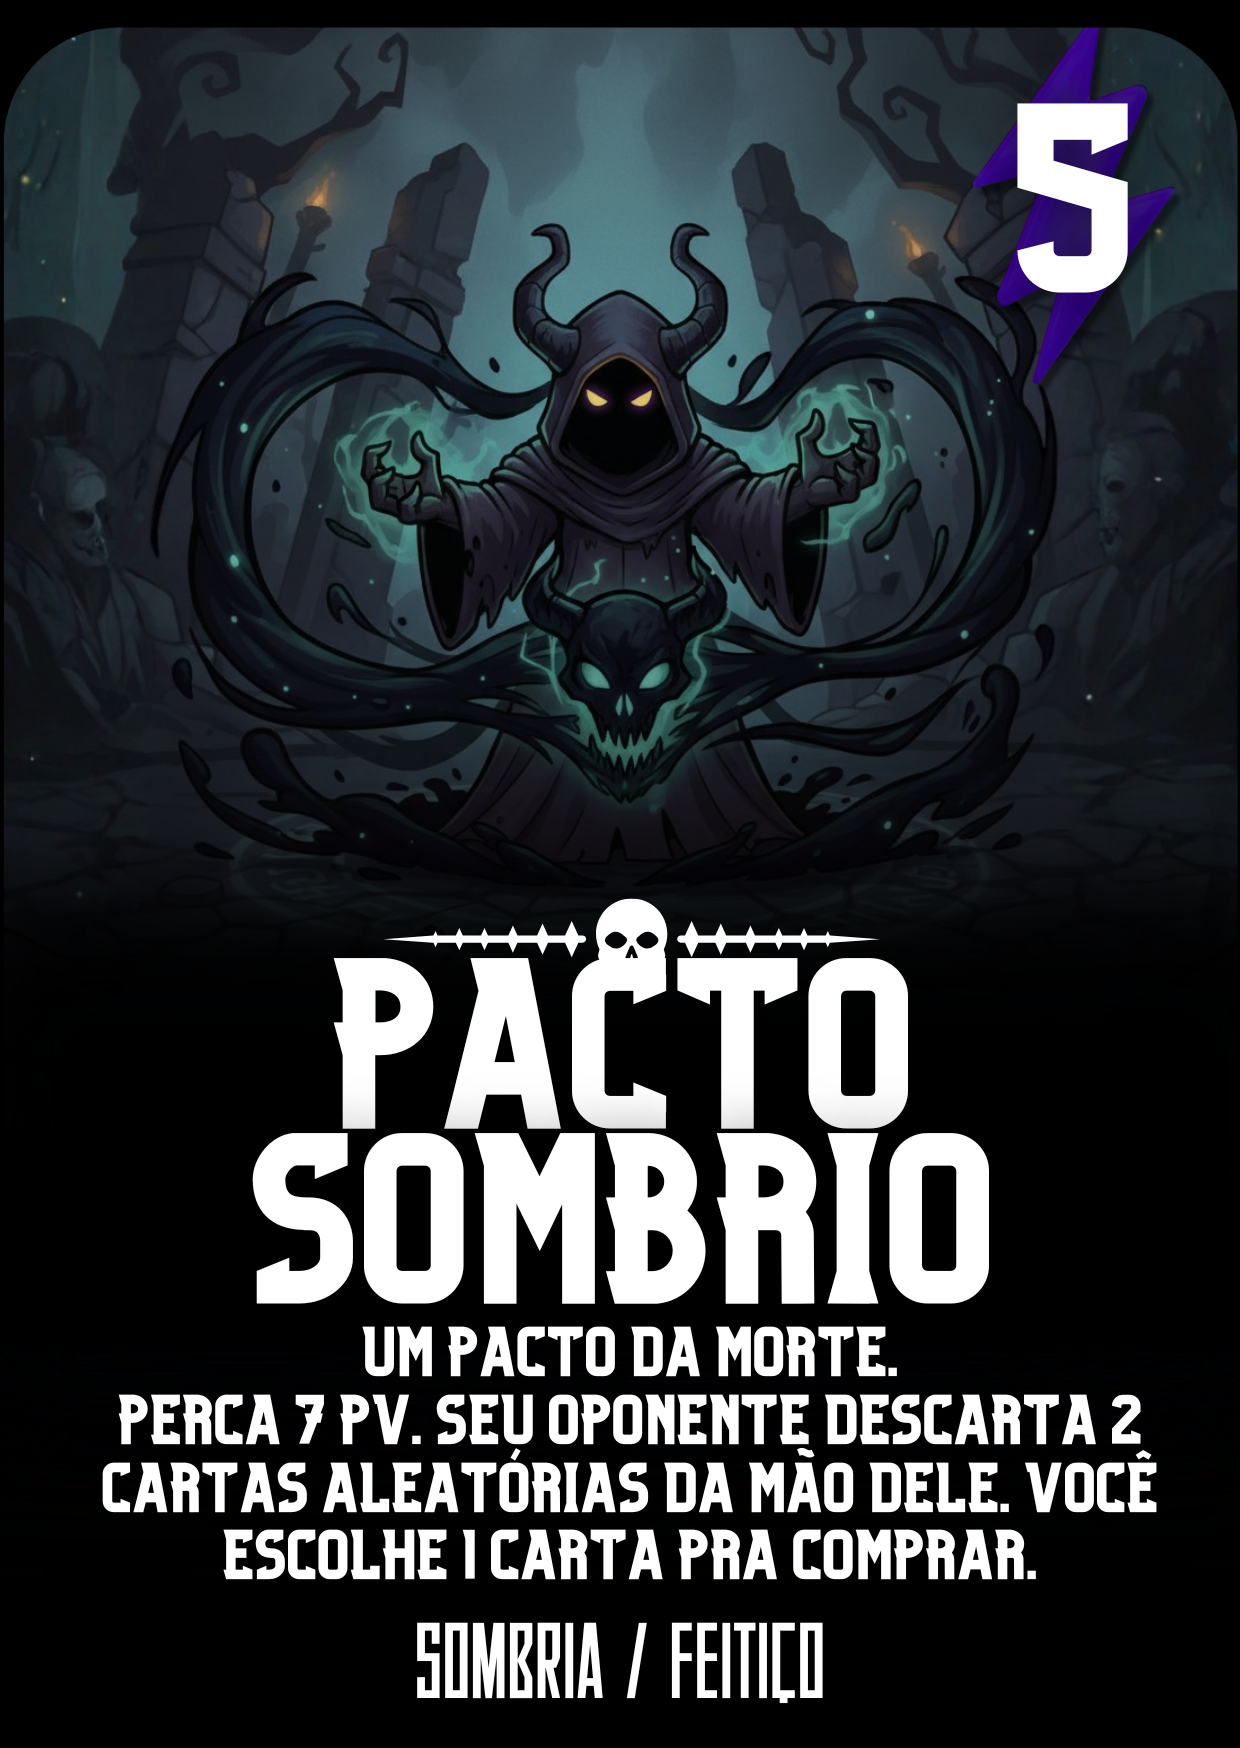 5
PACTO
SOMBRIO
UM PACTO DA MORTE.
PERCA 7 PV. SEU OPONENTE DESCARTA 2
CARTAS ALEATÓRIAS DA MÃO DELE. VOCÊ
ESCOLHE 1 CARTA PRA COMPRAR.
SOMBRIA / FEITIÇO